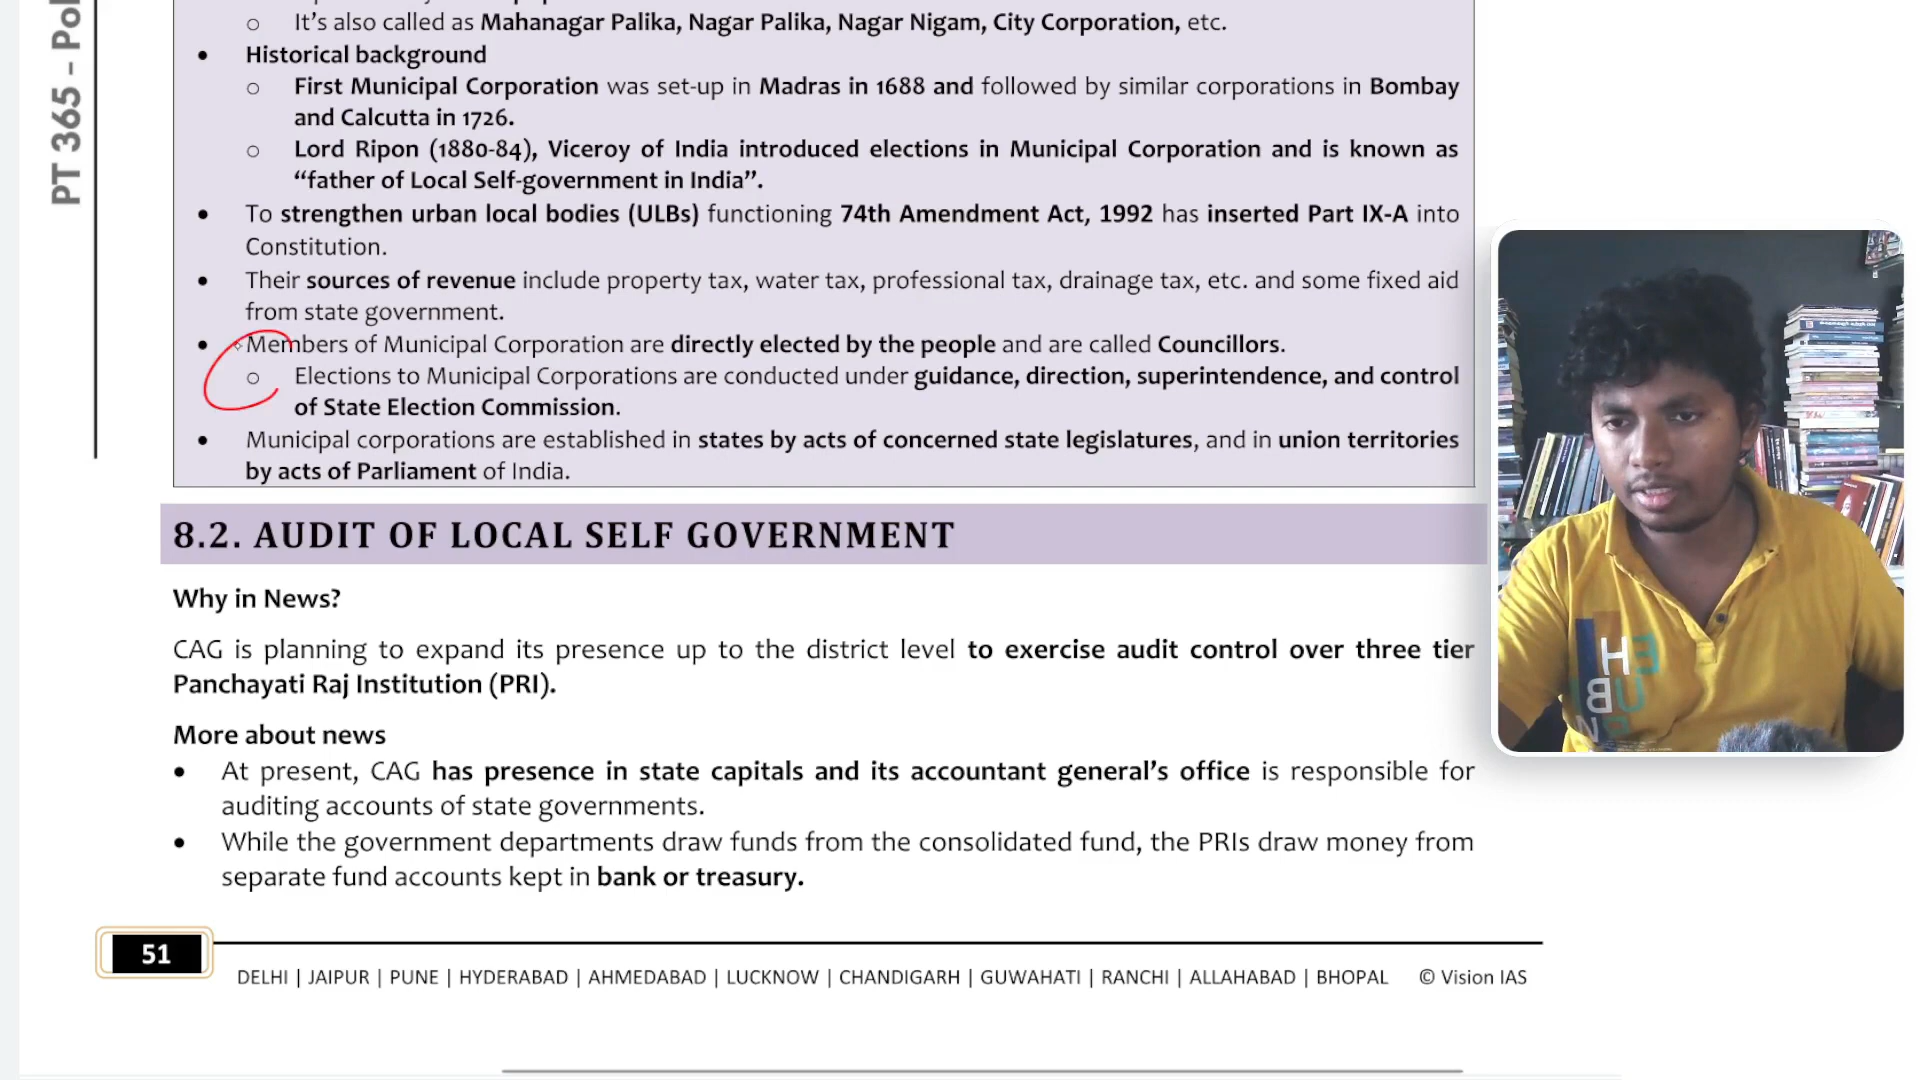 PT 365 - Pol
o It's also called as Mahanagar Palika, Nagar Palika, Nagar Nigam, City Corporation, etc.
• Historical background
o First Municipal Corporation was set-up in Madras in 1688 and followed by similar corporations in Bombay
and Calcutta in 1726.
o Lord Ripon (1880-84), Viceroy of India introduced elections in Municipal Corporation and is known as
“father of Local Self-government in India”.
• To strengthen urban local bodies (ULBs) functioning 74th Amendment Act, 1992 has inserted Part IX-A into
Constitution.
• Their sources of revenue include property tax, water tax, professional tax, drainage tax, etc. and some fixed aid
from state government.
• Members of Municipal Corporation are directly elected by the people and are called Councillors.
o Elections to Municipal Corporations are conducted under guidance, direction, superintendence, and control
of State Election Commission.
• Municipal corporations are established in states by acts of concerned state legislatures, and in union territories
by acts of Parliament of India.
8.2. AUDIT OF LOCAL SELF GOVERNMENT
Why in News?
CAG is planning to expand its presence up to the district level to exercise audit control over three tier
Panchayati Raj Institution (PRI).
More about news
• At present, CAG has presence in state capitals and its accountant general's office is responsible for
auditing accounts of state governments.
• While the government departments draw funds from the consolidated fund, the PRIs draw money from
separate fund accounts kept in bank or treasury.
51
DELHI | JAIPUR | PUNE | HYDERABAD | AHMEDABAD | LUCKNOW | CHANDIGARH | GUWAHATI | RANCHI | ALLAHABAD | BHOPAL © Vision IAS